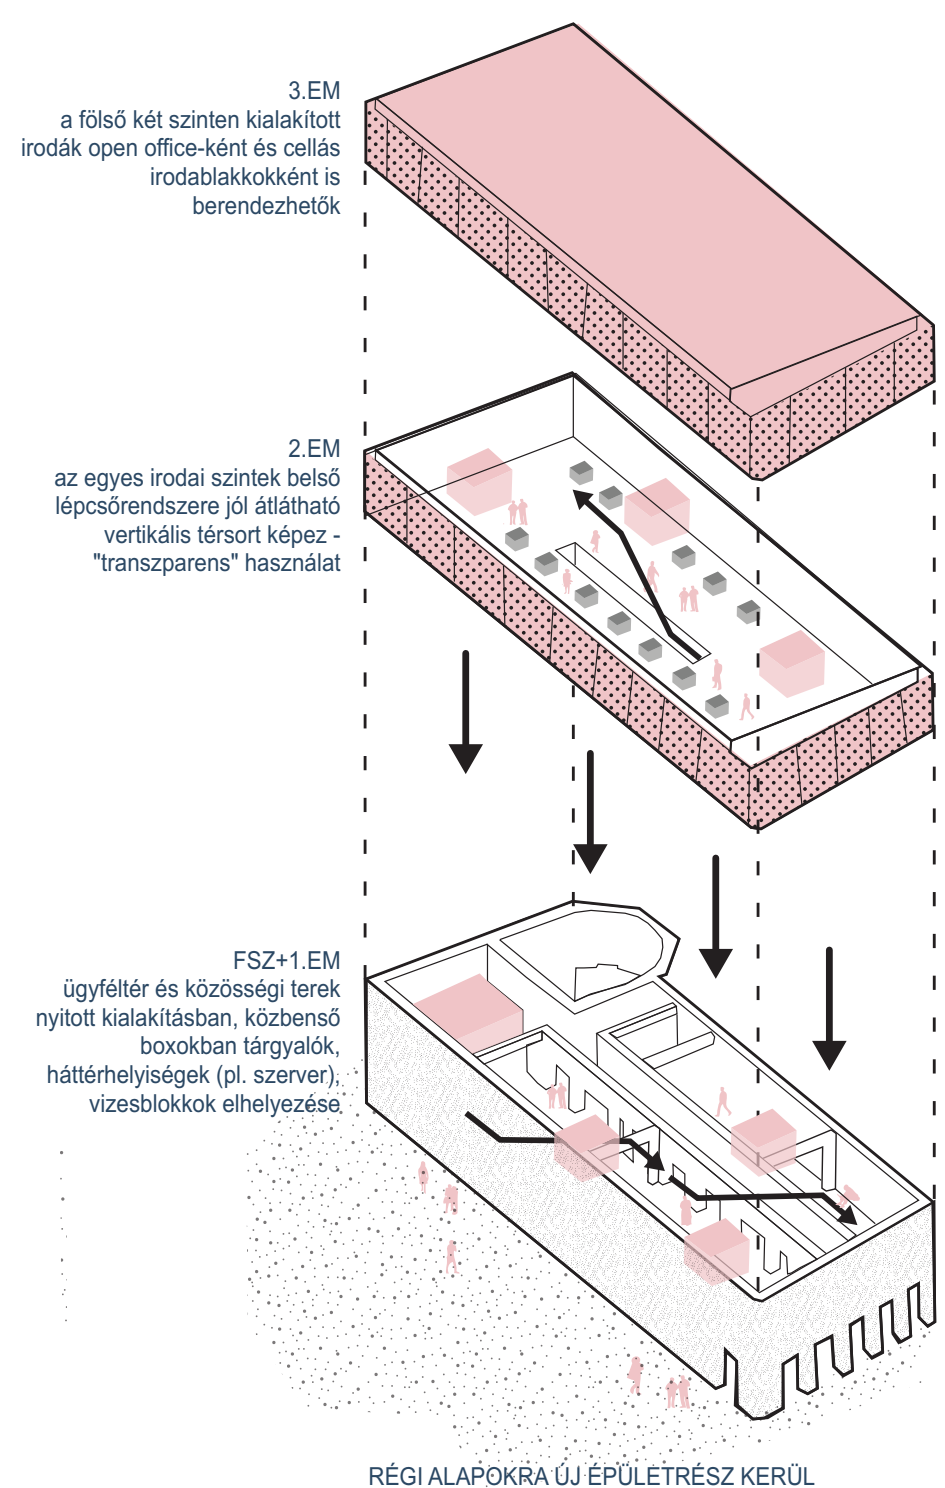 3.EM
a fölső két szinten kialakított
irodák open office-ként és cellás
irodablakkokként is
berendezhetők
2.EM
az egyes irodai szintek belső
lépcsőrendszere jól átlátható
vertikális térsort képez -
"transzparens" használat
FSZ+1.EM
ügyféltér és közösségi terek
nyitott kialakításban, közbenső
boxokban tárgyalók,
háttérhelyiségek (pl. szerver),
vizesblokkok elhelyezése
RÉGI ALAPOKRA ÚJ ÉPÜLETRÉSZ KERÜL